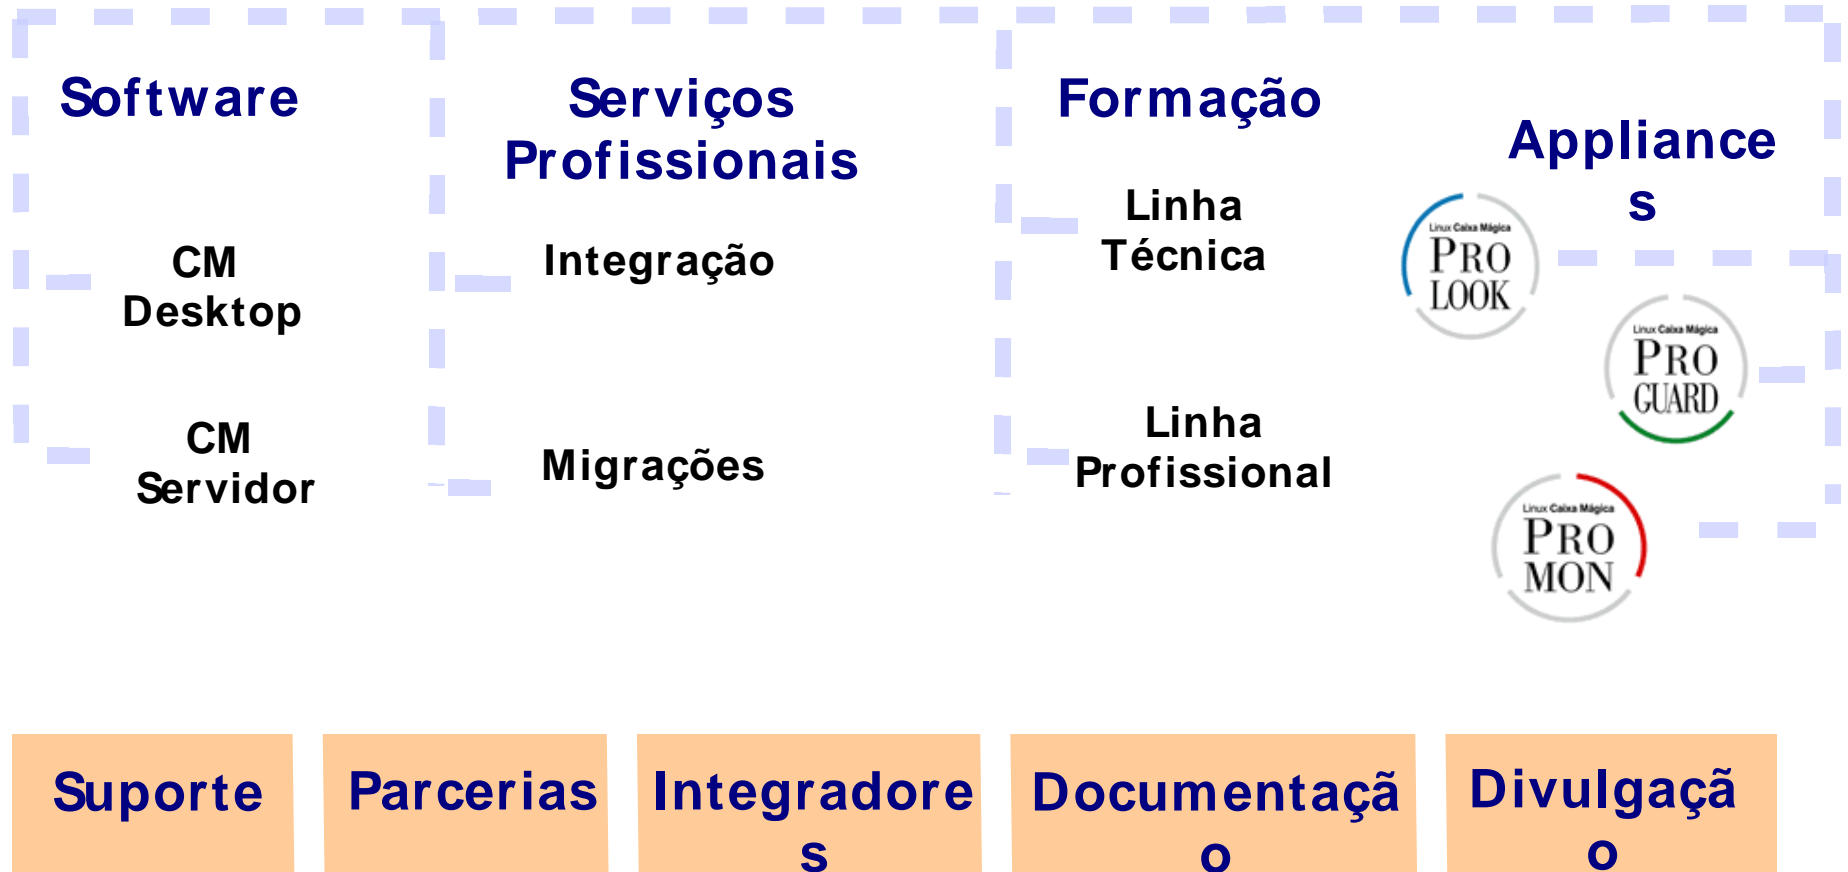 Software
CM
Desktop
CM
Servidor
Serviços
Profissionais
Integração
Migrações
Formação
Linha
Técnica
Linha
Profissional
Appliance
s
Linux Caixa Mágica
PRO
LOOK
Linux Caixa Mágica
PRO
GUARD
Linux Caixa Mágica
PRO
MON
Suporte
Parcerias
Integradore
s
Documentaçã
o
Divulgaçã
o